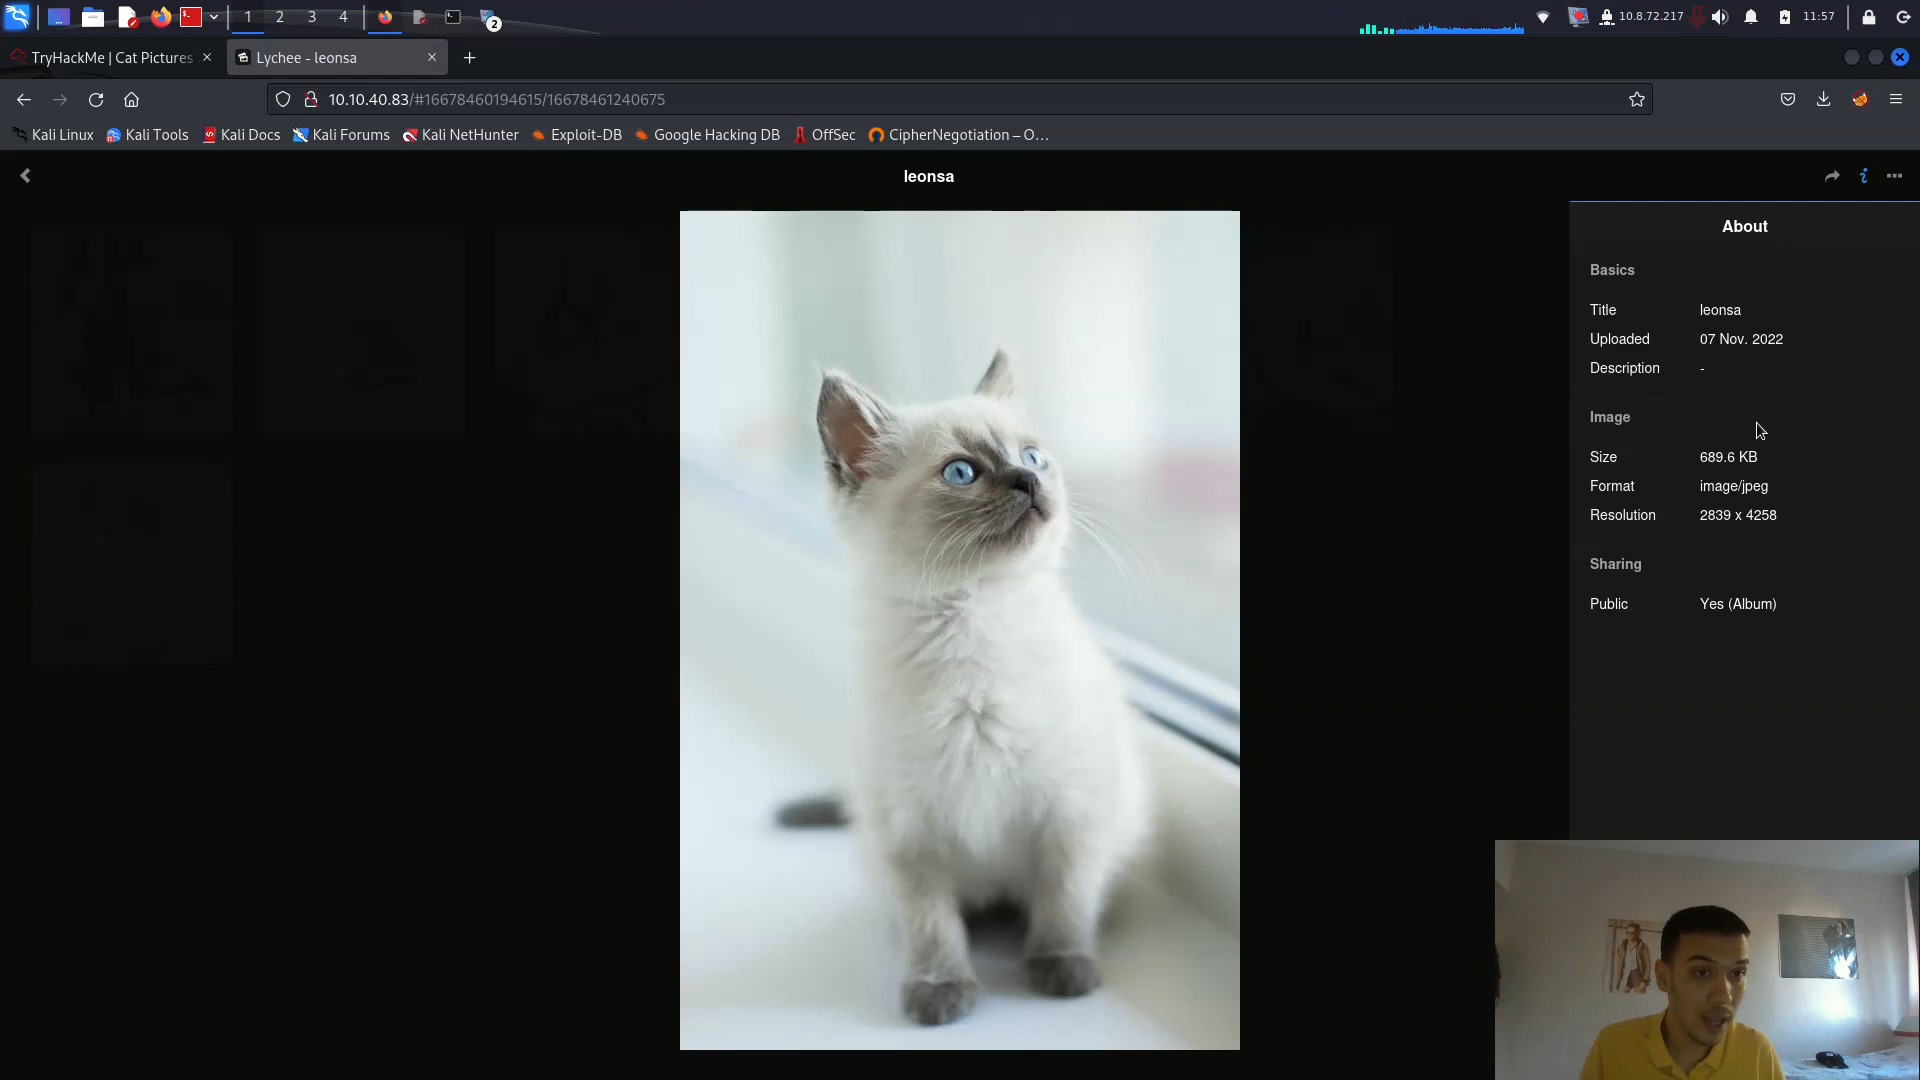 1 2 3 4 2 10.8.72.217 11:57
TryHackMe | Cat Pictures
Lychee - leonsa
10.10.40.83/#16678460194615/16678461240675
Kali Linux Kali Tools Kali Docs Kali Forums Kali NetHunter Exploit-DB Google Hacking DB OffSec CipherNegotiation – O…
leonsa
About
Basics
Title leonsa
Uploaded 07 Nov. 2022
Description -
Image
Size 689.6 KB
Format image/jpeg
Resolution 2839 x 4258
Sharing
Public Yes (Album)